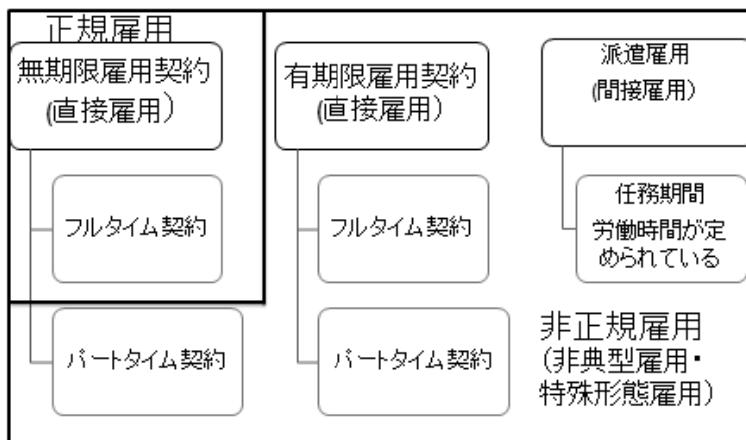 正規雇用
無期限雇用契約
(直接雇用)
フルタイム契約
パートタイム契約
有期限雇用契約
(直接雇用)
フルタイム契約
パートタイム契約
派遣雇用
(間接雇用)
任務期間
労働時間が定
められている
非正規雇用
(非典型雇用・
特殊形態雇用)